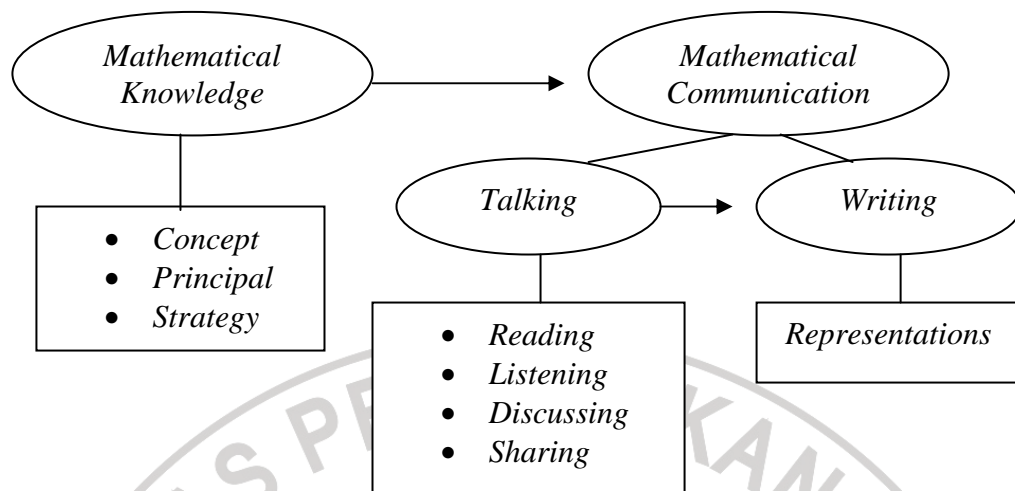 Mathematical
Knowledge
Mathematical
Communication
Talking
Writing
• Concept
• Principal
• Strategy
• Reading
• Listening
• Discussing
• Sharing
Representations